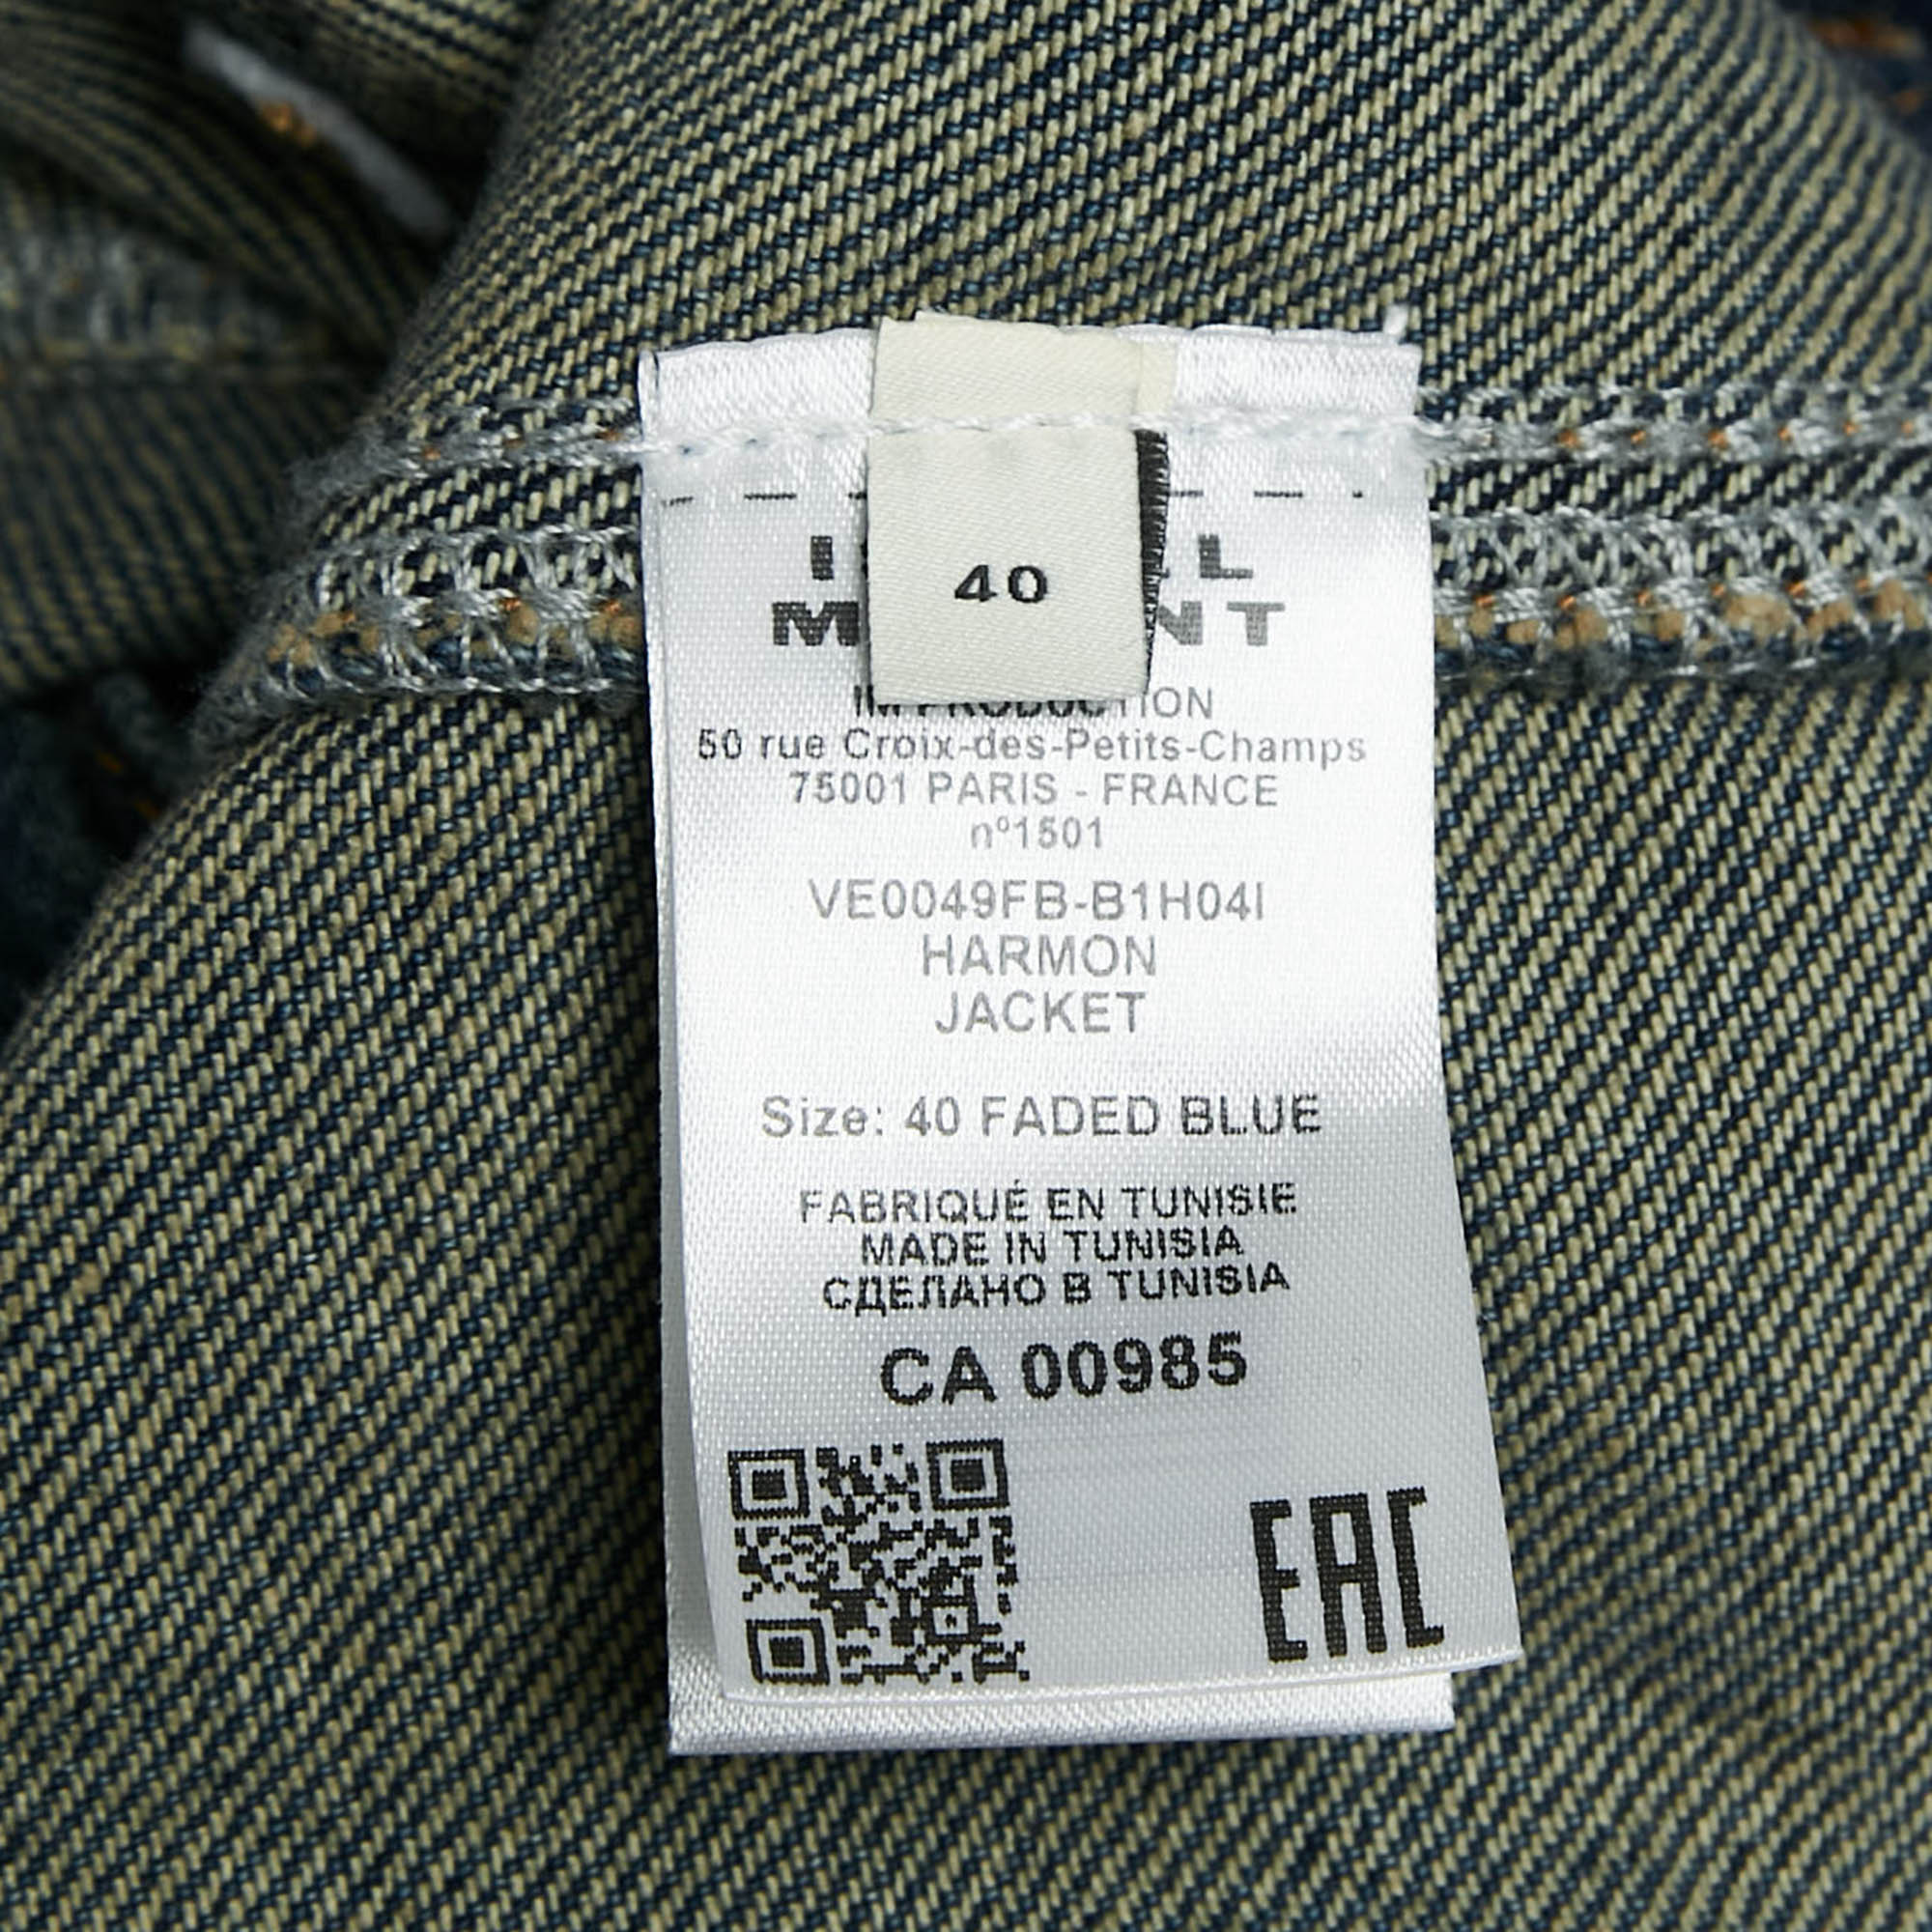 40
IM PRODUCTION
50 rue Croix-des-Petits-Champs
75001 PARIS - FRANCE
nº1501
VE0049FB-B1H04I
HARMON
JACKET
Size: 40 FADED BLUE
FABRIQUÉ EN TUNISIE
MADE IN TUNISIA
СДЕЛАНО В TUNISIA
CA 00985
EAC